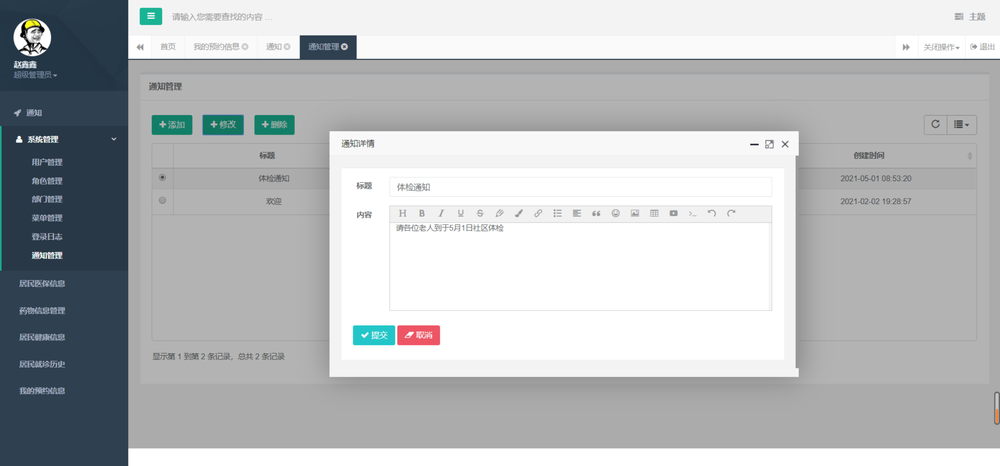 赵鑫鑫
超级管理员
通知
系统管理
用户管理
角色管理
部门管理
菜单管理
登录日志
通知管理
居民医保信息
药物信息管理
居民健康信息
居民就诊历史
我的预约信息
请输入您需要查找的内容 …
主题
首页
我的预约信息
通知
通知管理
关闭操作
退出
通知管理
添加
修改
删除
标题
创建时间
体检通知
2021-05-01 08:53:20
欢迎
2021-02-02 19:28:57
显示第 1 到第 2 条记录，总共 2 条记录
通知详情
标题
体检通知
内容
请各位老人到于5月1日社区体检
提交
取消